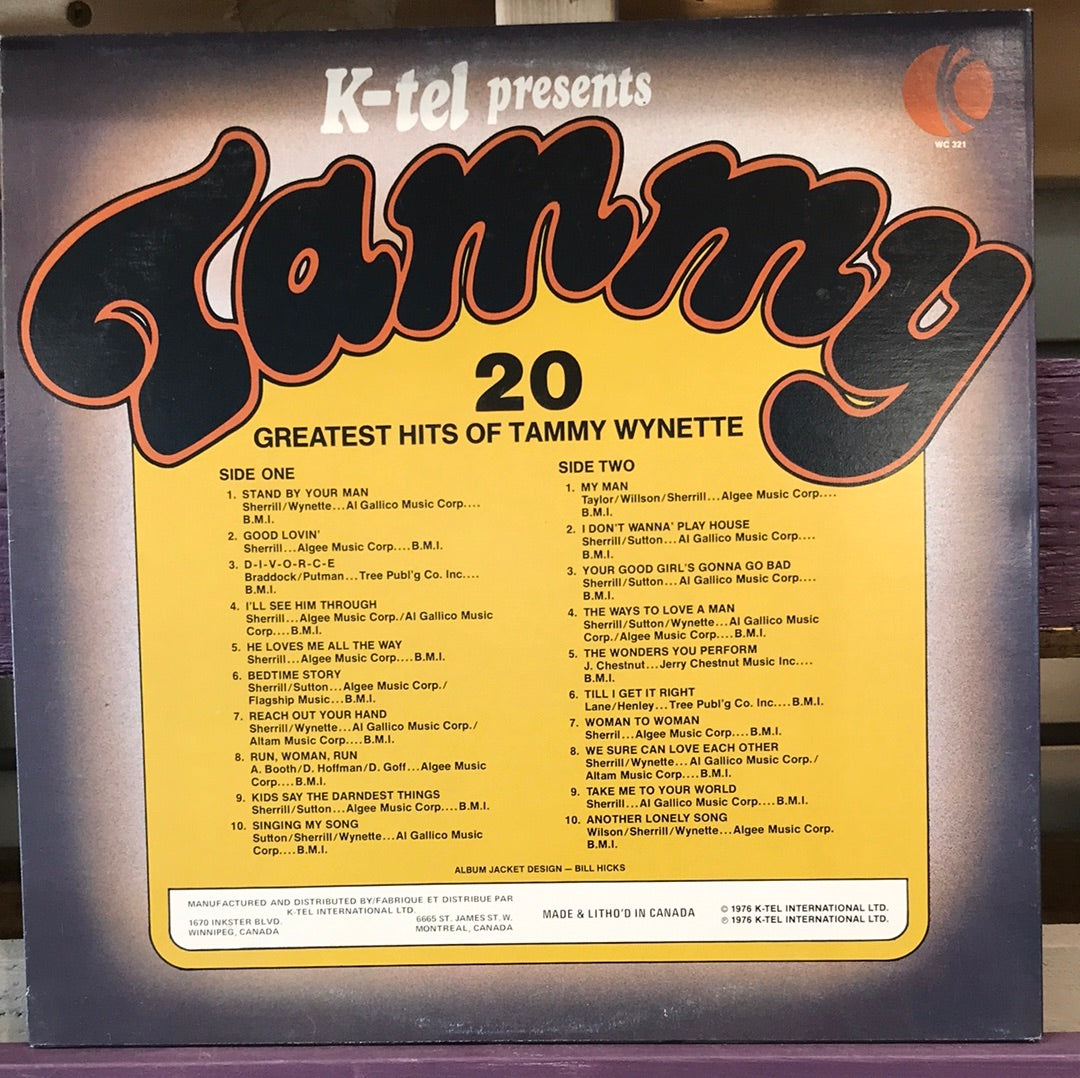 K-tel presents
WC 321
Tammy
20
GREATEST HITS OF TAMMY WYNETTE
SIDE ONE
1. STAND BY YOUR MAN
Sherrill/Wynette...Al Gallico Music Corp....
B.M.I.
2. GOOD LOVIN'
Sherrill...Algee Music Corp....B.M.I.
3. D-I-V-O-R-C-E
Braddock/Putman...Tree Publ'g Co. Inc....
B.M.I.
4. I'LL SEE HIM THROUGH
Sherrill...Algee Music Corp./Al Gallico Music
Corp....B.M.I.
5. HE LOVES ME ALL THE WAY
Sherrill...Algee Music Corp....B.M.I.
6. BEDTIME STORY
Sherrill/Sutton...Algee Music Corp./
Flagship Music...B.M.I.
7. REACH OUT YOUR HAND
Sherrill/Wynette...Al Gallico Music Corp./
Altam Music Corp....B.M.I.
8. RUN, WOMAN, RUN
A. Booth/D. Hoffman/D. Goff...Algee Music
Corp....B.M.I.
9. KIDS SAY THE DARNDEST THINGS
Sherrill/Sutton...Algee Music Corp....B.M.I.
10. SINGING MY SONG
Sutton/Sherrill/Wynette...Al Gallico Music
Corp....B.M.I.
SIDE TWO
1. MY MAN
Taylor/Willson/Sherrill...Algee Music Corp....
B.M.I.
2. I DON'T WANNA' PLAY HOUSE
Sherrill/Sutton...Al Gallico Music Corp....
B.M.I.
3. YOUR GOOD GIRL'S GONNA GO BAD
Sherrill/Sutton...Al Gallico Music Corp....
B.M.I.
4. THE WAYS TO LOVE A MAN
Sherrill/Sutton/Wynette...Al Gallico Music
Corp./Algee Music Corp....B.M.I.
5. THE WONDERS YOU PERFORM
J. Chestnut...Jerry Chestnut Music Inc....
B.M.I.
6. TILL I GET IT RIGHT
Lane/Henley...Tree Publ'g Co. Inc....B.M.I.
7. WOMAN TO WOMAN
Sherril...Algee Music Corp....B.M.I.
8. WE SURE CAN LOVE EACH OTHER
Sherrill/Wynette...Al Gallico Music Corp./
Altam Music Corp....B.M.I.
9. TAKE ME TO YOUR WORLD
Sherrill...Al Gallico Music Corp....B.M.I.
10. ANOTHER LONELY SONG
Wilson/Sherrill/Wynette...Algee Music Corp.
B.M.I.
ALBUM JACKET DESIGN — BILL HICKS
MANUFACTURED AND DISTRIBUTED BY/FABRIQUE ET DISTRIBUE PAR
K-TEL INTERNATIONAL LTD.
1670 INKSTER BLVD. 6665 ST. JAMES ST. W.
WINNIPEG, CANADA MONTREAL, CANADA
MADE & LITHO'D IN CANADA
© 1976 K-TEL INTERNATIONAL LTD.
℗ 1976 K-TEL INTERNATIONAL LTD.